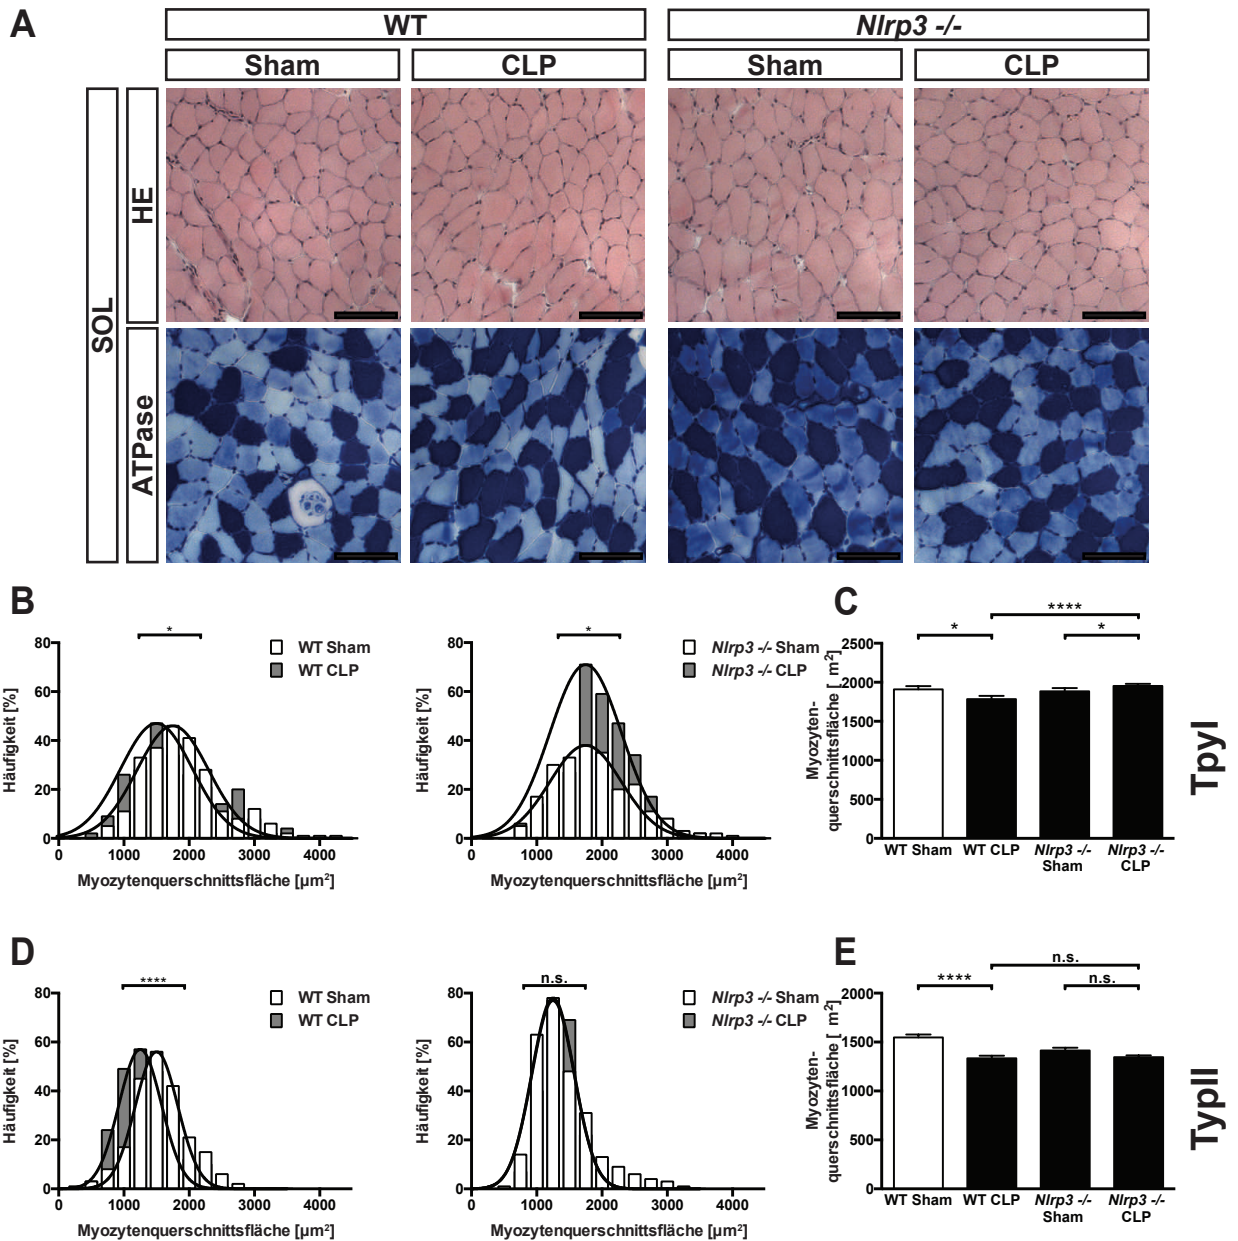 A
WT
Nlrp3 -/-
Sham
CLP
Sham
CLP
SOL
HE
ATPase
B
80
60
40
20
0
Häufigkeit [%]
*
WT Sham
WT CLP
0 1000 2000 3000 4000
Myozytenquerschnittsfläche [µm²]
80
60
40
20
0
Häufigkeit [%]
*
Nlrp3 -/- Sham
Nlrp3 -/- CLP
0 1000 2000 3000 4000
Myozytenquerschnittsfläche [µm²]
C
****
*
*
2500
2000
1500
1000
500
0
Myozyten-
querschnittsfläche [ m²]
WT Sham
WT CLP
Nlrp3 -/-
Sham
Nlrp3 -/-
CLP
TpyI
D
80
60
40
20
0
Häufigkeit [%]
****
WT Sham
WT CLP
0 1000 2000 3000 4000
Myozytenquerschnittsfläche [µm²]
80
60
40
20
0
Häufigkeit [%]
n.s.
Nlrp3 -/- Sham
Nlrp3 -/- CLP
0 1000 2000 3000 4000
Myozytenquerschnittsfläche [µm²]
E
n.s.
****
n.s.
2000
1500
1000
500
0
Myozyten-
querschnittsfläche [ m²]
WT Sham
WT CLP
Nlrp3 -/-
Sham
Nlrp3 -/-
CLP
TypII